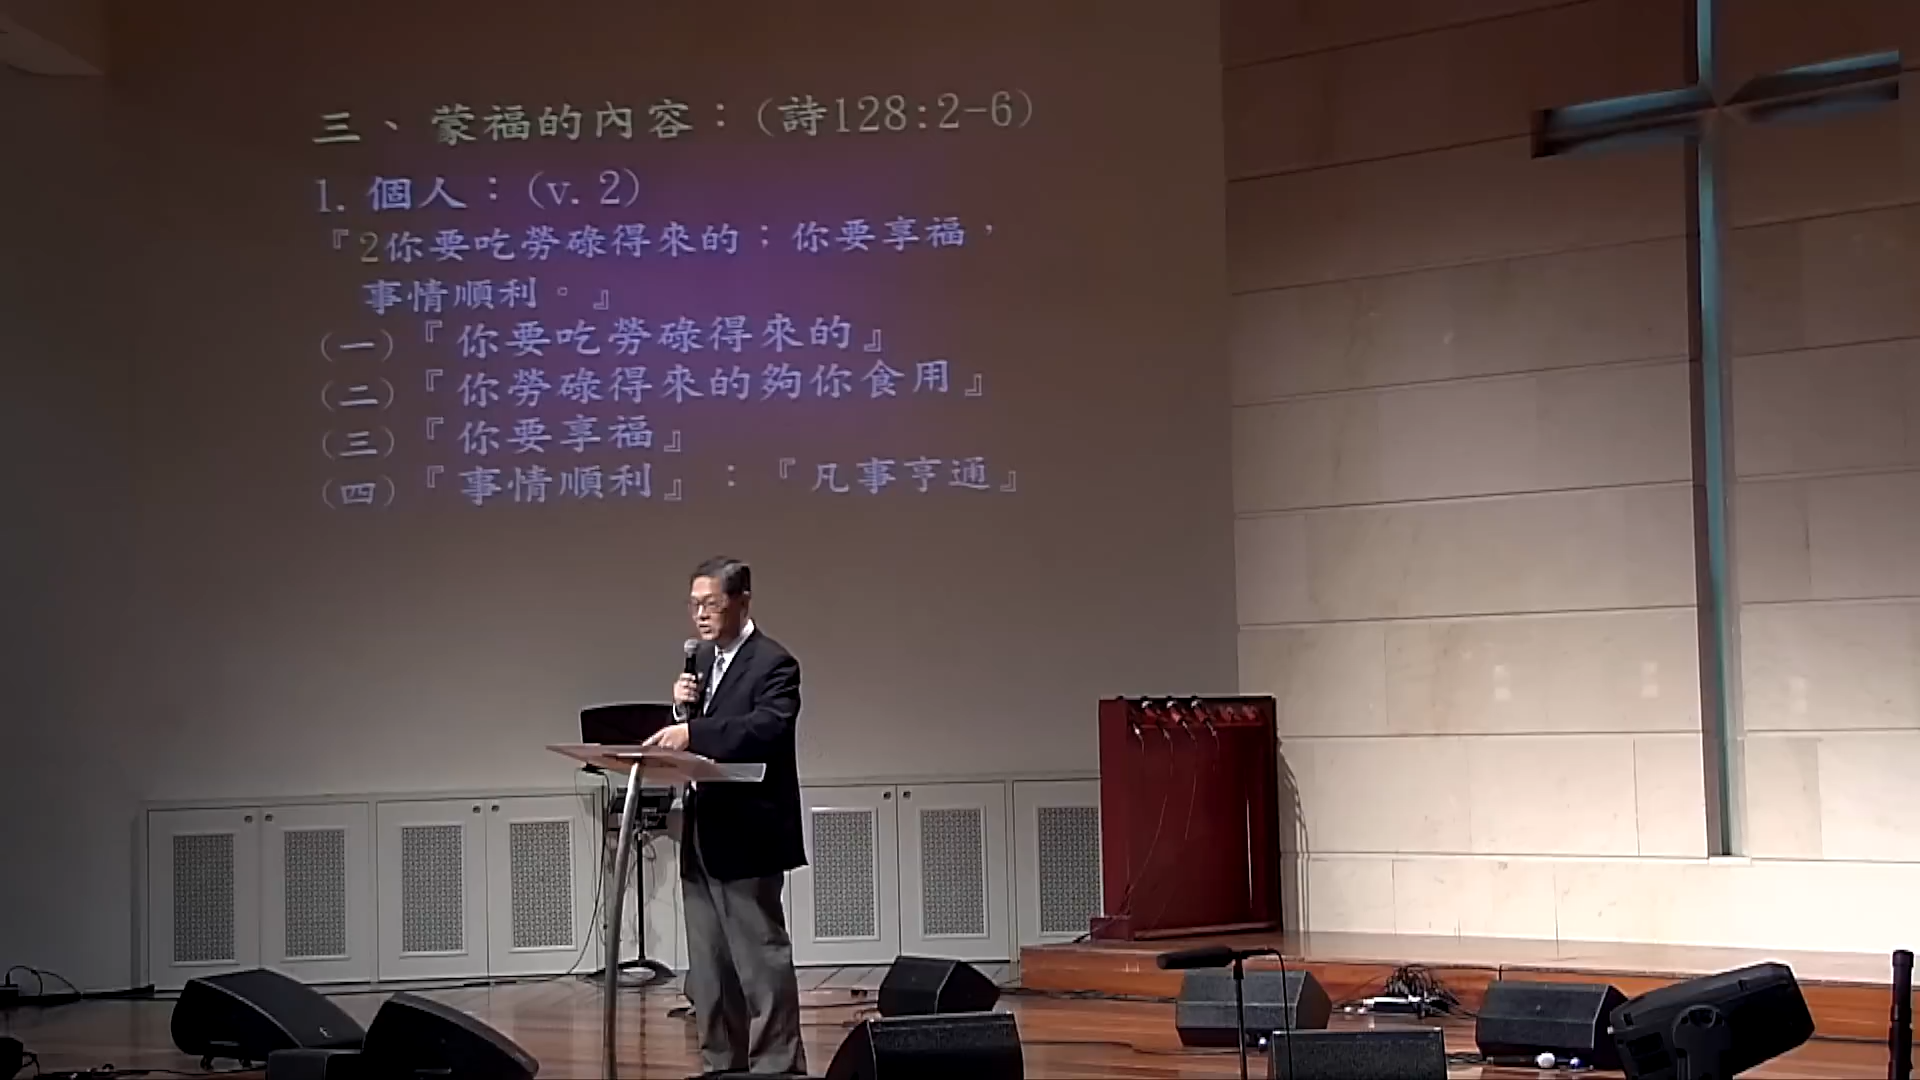 三、蒙福的內容：(詩128:2-6)
1. 個人：(v. 2)
『2你要吃勞碌得來的；你要享福，
事情順利。』
(一)『你要吃勞碌得來的』
(二)『你勞碌得來的夠你食用』
(三)『你要享福』
(四)『事情順利』：『凡事亨通』